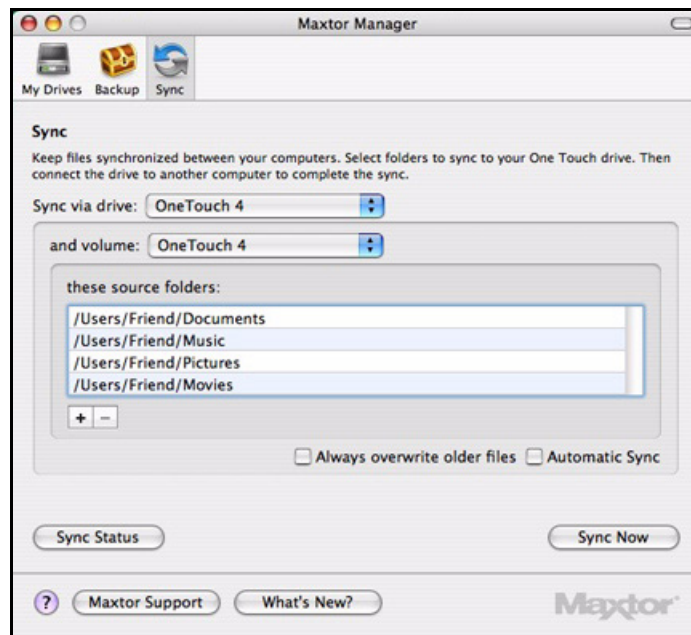 Maxtor Manager
My Drives Backup Sync
Sync
Keep files synchronized between your computers. Select folders to sync to your One Touch drive. Then
connect the drive to another computer to complete the sync.
Sync via drive: OneTouch 4
and volume: OneTouch 4
these source folders:
/Users/Friend/Documents
/Users/Friend/Music
/Users/Friend/Pictures
/Users/Friend/Movies
+ −
Always overwrite older files Automatic Sync
Sync Status Sync Now
? Maxtor Support What's New? Maxtor